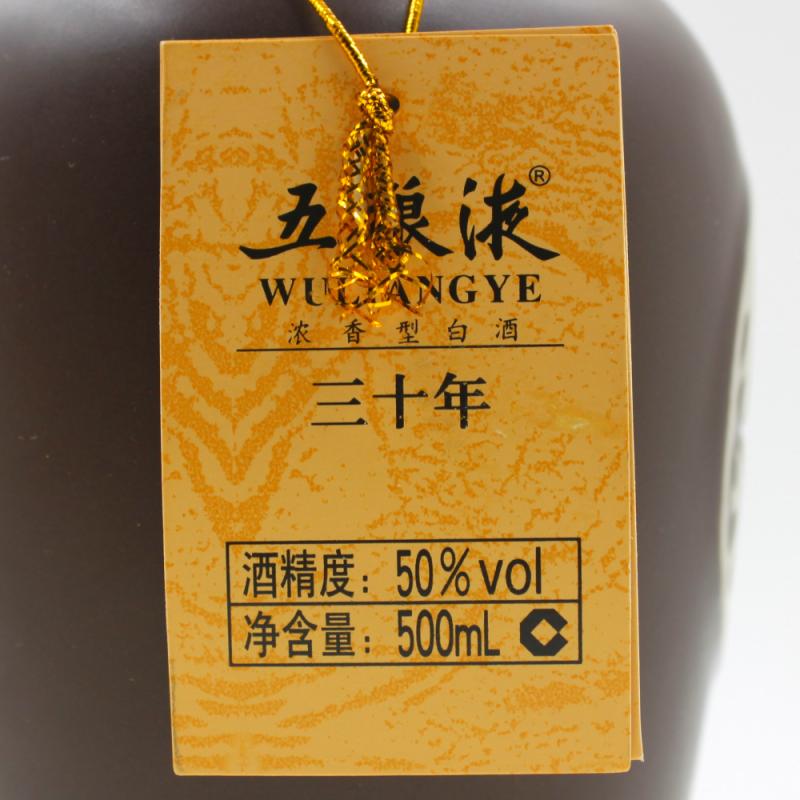 五粮液®
WULIANGYE
浓香型白酒
三十年
酒精度：50%vol
净含量：500mL